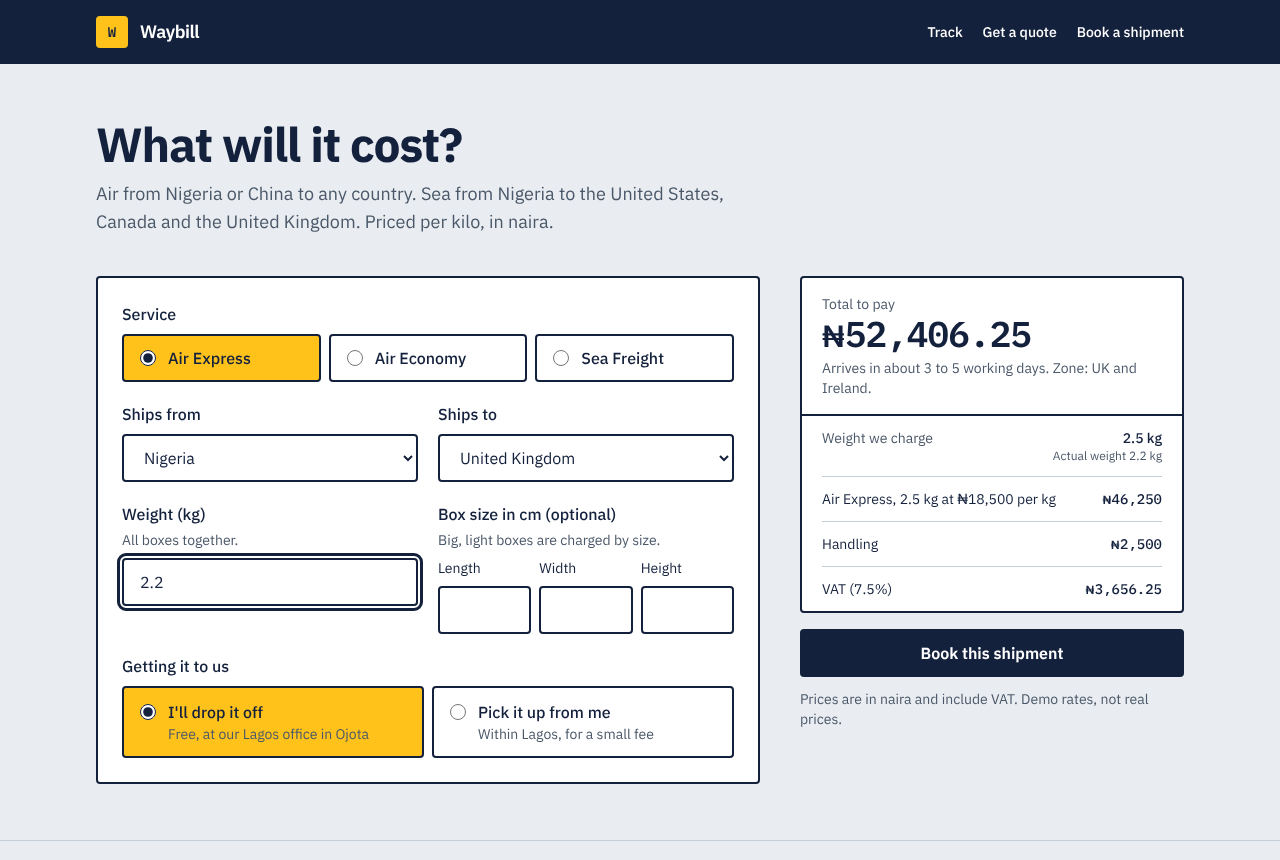 W
Waybill
Track
Get a quote
Book a shipment
What will it cost?
Air from Nigeria or China to any country. Sea from Nigeria to the United States,
Canada and the United Kingdom. Priced per kilo, in naira.
Service
Air Express
Air Economy
Sea Freight
Ships from
Ships to
Nigeria
United Kingdom
Weight (kg)
All boxes together.
2.2
Box size in cm (optional)
Big, light boxes are charged by size.
Length
Width
Height
Getting it to us
I'll drop it off
Free, at our Lagos office in Ojota
Pick it up from me
Within Lagos, for a small fee
Total to pay
₦52,406.25
Arrives in about 3 to 5 working days. Zone: UK and
Ireland.
Weight we charge
2.5 kg
Actual weight 2.2 kg
Air Express, 2.5 kg at ₦18,500 per kg
₦46,250
Handling
₦2,500
VAT (7.5%)
₦3,656.25
Book this shipment
Prices are in naira and include VAT. Demo rates, not real
prices.